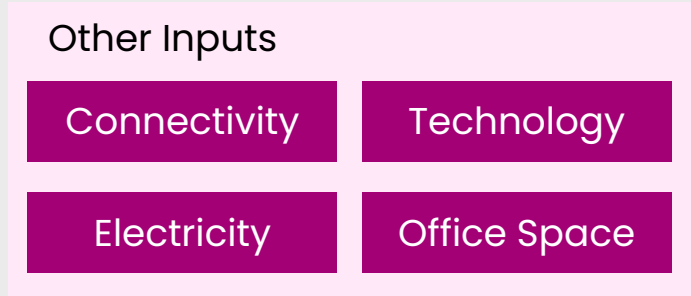 Other Inputs
Connectivity
Technology
Electricity
Office Space